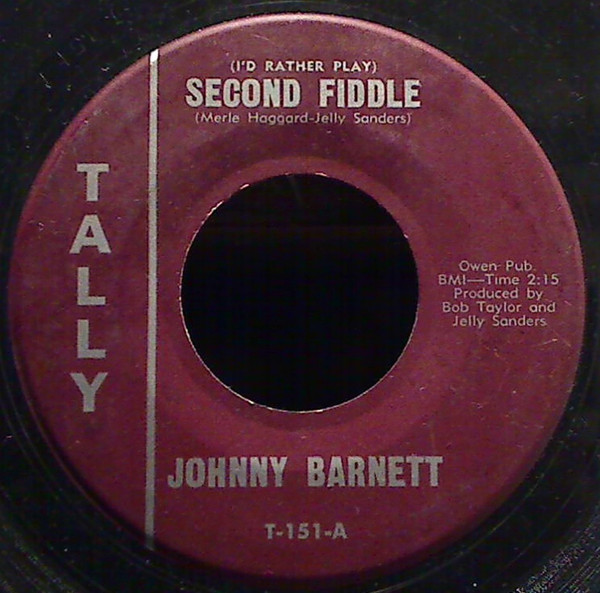 (I'D RATHER PLAY)
SECOND FIDDLE
(Merle Haggard-Jelly Sanders)
TALLY
Owen Pub.
BMI—Time 2:15
Produced by
Bob Taylor and
Jelly Sanders
JOHNNY BARNETT
T-151-A